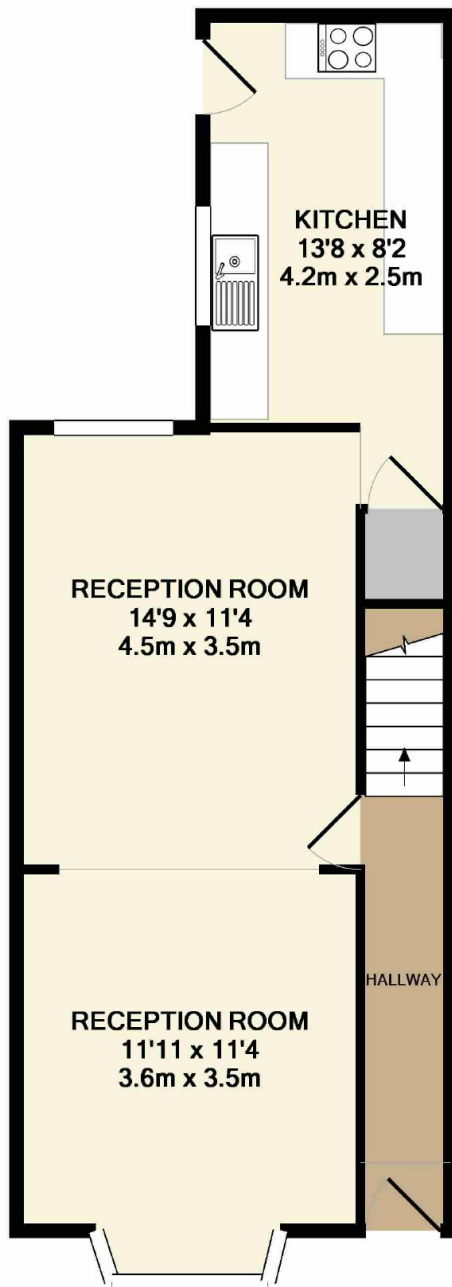 KITCHEN
13'8 x 8'2
4.2m x 2.5m
RECEPTION ROOM
14'9 x 11'4
4.5m x 3.5m
HALLWAY
RECEPTION ROOM
11'11 x 11'4
3.6m x 3.5m